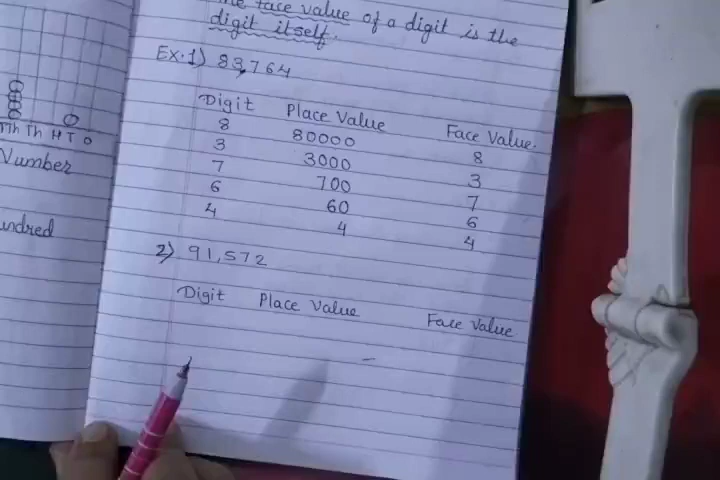 The face value of a digit is the
digit itself.
Ex.1) 83,764
Digit Place Value Face Value.
8 80000 8
3 3000 3
7 700 7
6 60 6
4 4 4
2) 91,572
Digit Place Value Face Value
Th H T O
Number